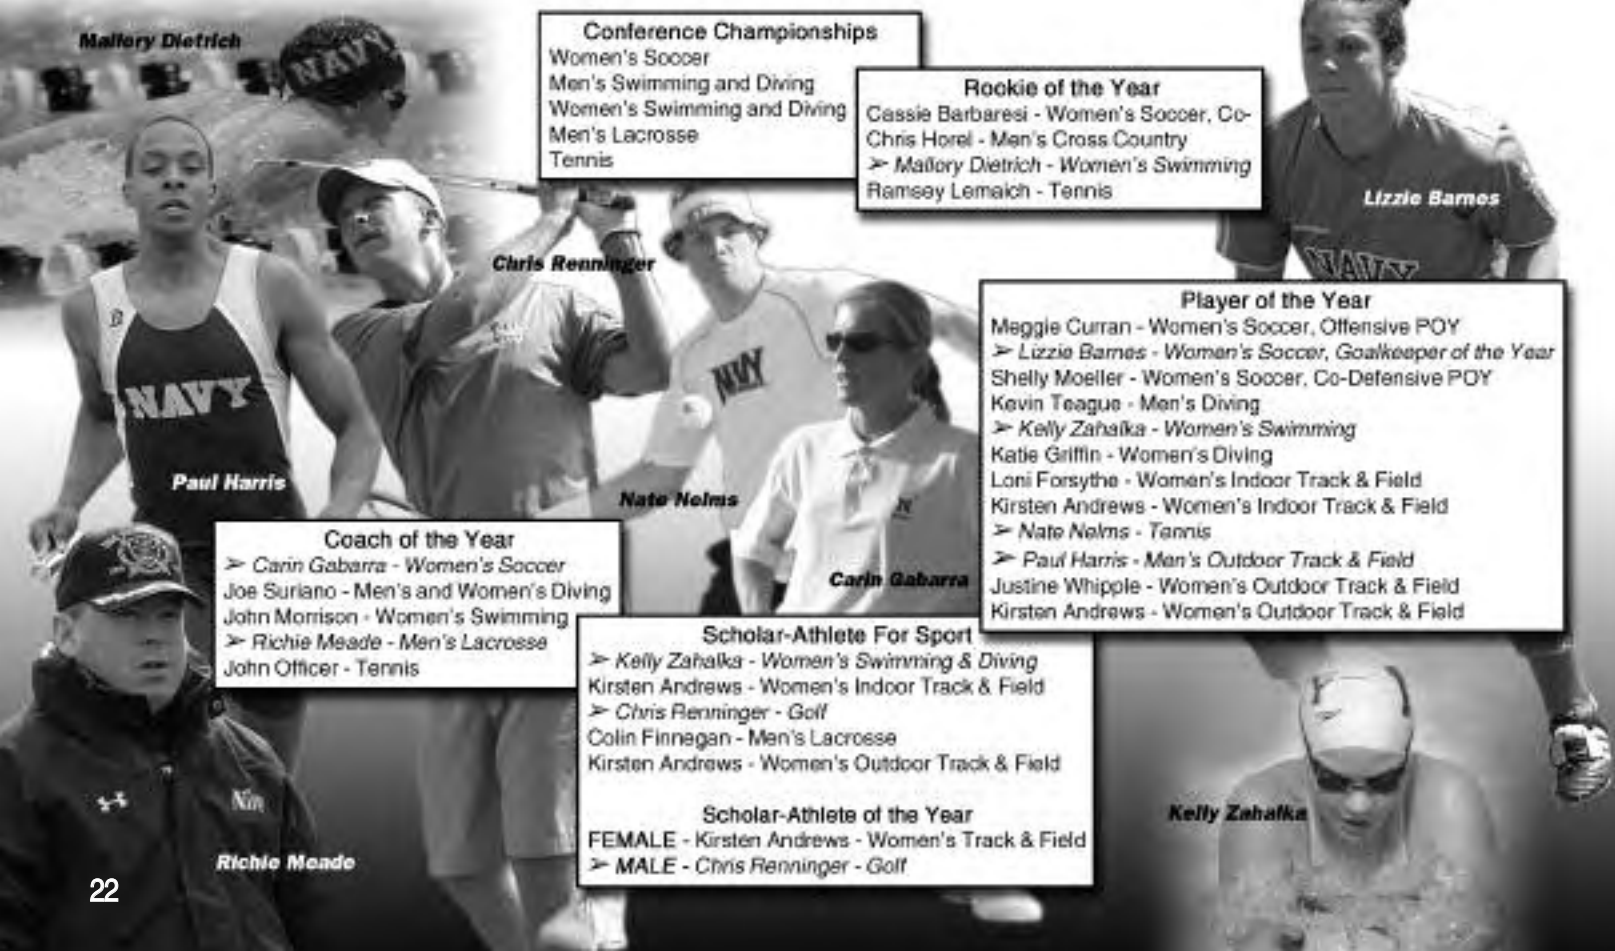 Mallory Dietrich
NAVY
Conference Championships
Women's Soccer
Men's Swimming and Diving
Women's Swimming and Diving
Men's Lacrosse
Tennis
Rookie of the Year
Cassie Barbaresi - Women's Soccer, Co-
Chris Horel - Men's Cross Country
➢ Mallory Dietrich - Women's Swimming
Ramsey Lemaich - Tennis
Lizzie Barnes
NAVY
Chris Renninger
Player of the Year
Meggie Curran - Women's Soccer, Offensive POY
➢ Lizzie Barnes - Women's Soccer, Goalkeeper of the Year
Shelly Moeller - Women's Soccer, Co-Defensive POY
Kevin Teague - Men's Diving
➢ Kelly Zahalka - Women's Swimming
Katie Griffin - Women's Diving
Loni Forsythe - Women's Indoor Track & Field
Kirsten Andrews - Women's Indoor Track & Field
➢ Nate Nelms - Tennis
➢ Paul Harris - Men's Outdoor Track & Field
Justine Whipple - Women's Outdoor Track & Field
Kirsten Andrews - Women's Outdoor Track & Field
NAVY
NAVY
Paul Harris
Nate Nelms
N
Carin Gabarra
Coach of the Year
➢ Carin Gabarra - Women's Soccer
Joe Suriano - Men's and Women's Diving
John Morrison - Women's Swimming
➢ Richie Meade - Men's Lacrosse
John Officer - Tennis
Scholar-Athlete For Sport
➢ Kelly Zahalka - Women's Swimming & Diving
Kirsten Andrews - Women's Indoor Track & Field
➢ Chris Renninger - Golf
Colin Finnegan - Men's Lacrosse
Kirsten Andrews - Women's Outdoor Track & Field
Scholar-Athlete of the Year
FEMALE - Kirsten Andrews - Women's Track & Field
➢ MALE - Chris Renninger - Golf
Kelly Zahalka
Richie Meade
22